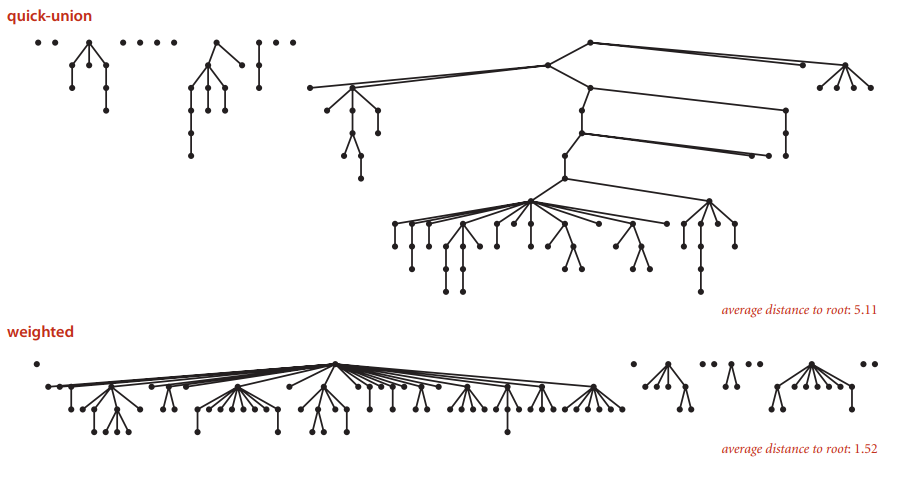 quick-union
average distance to root: 5.11
weighted
average distance to root: 1.52